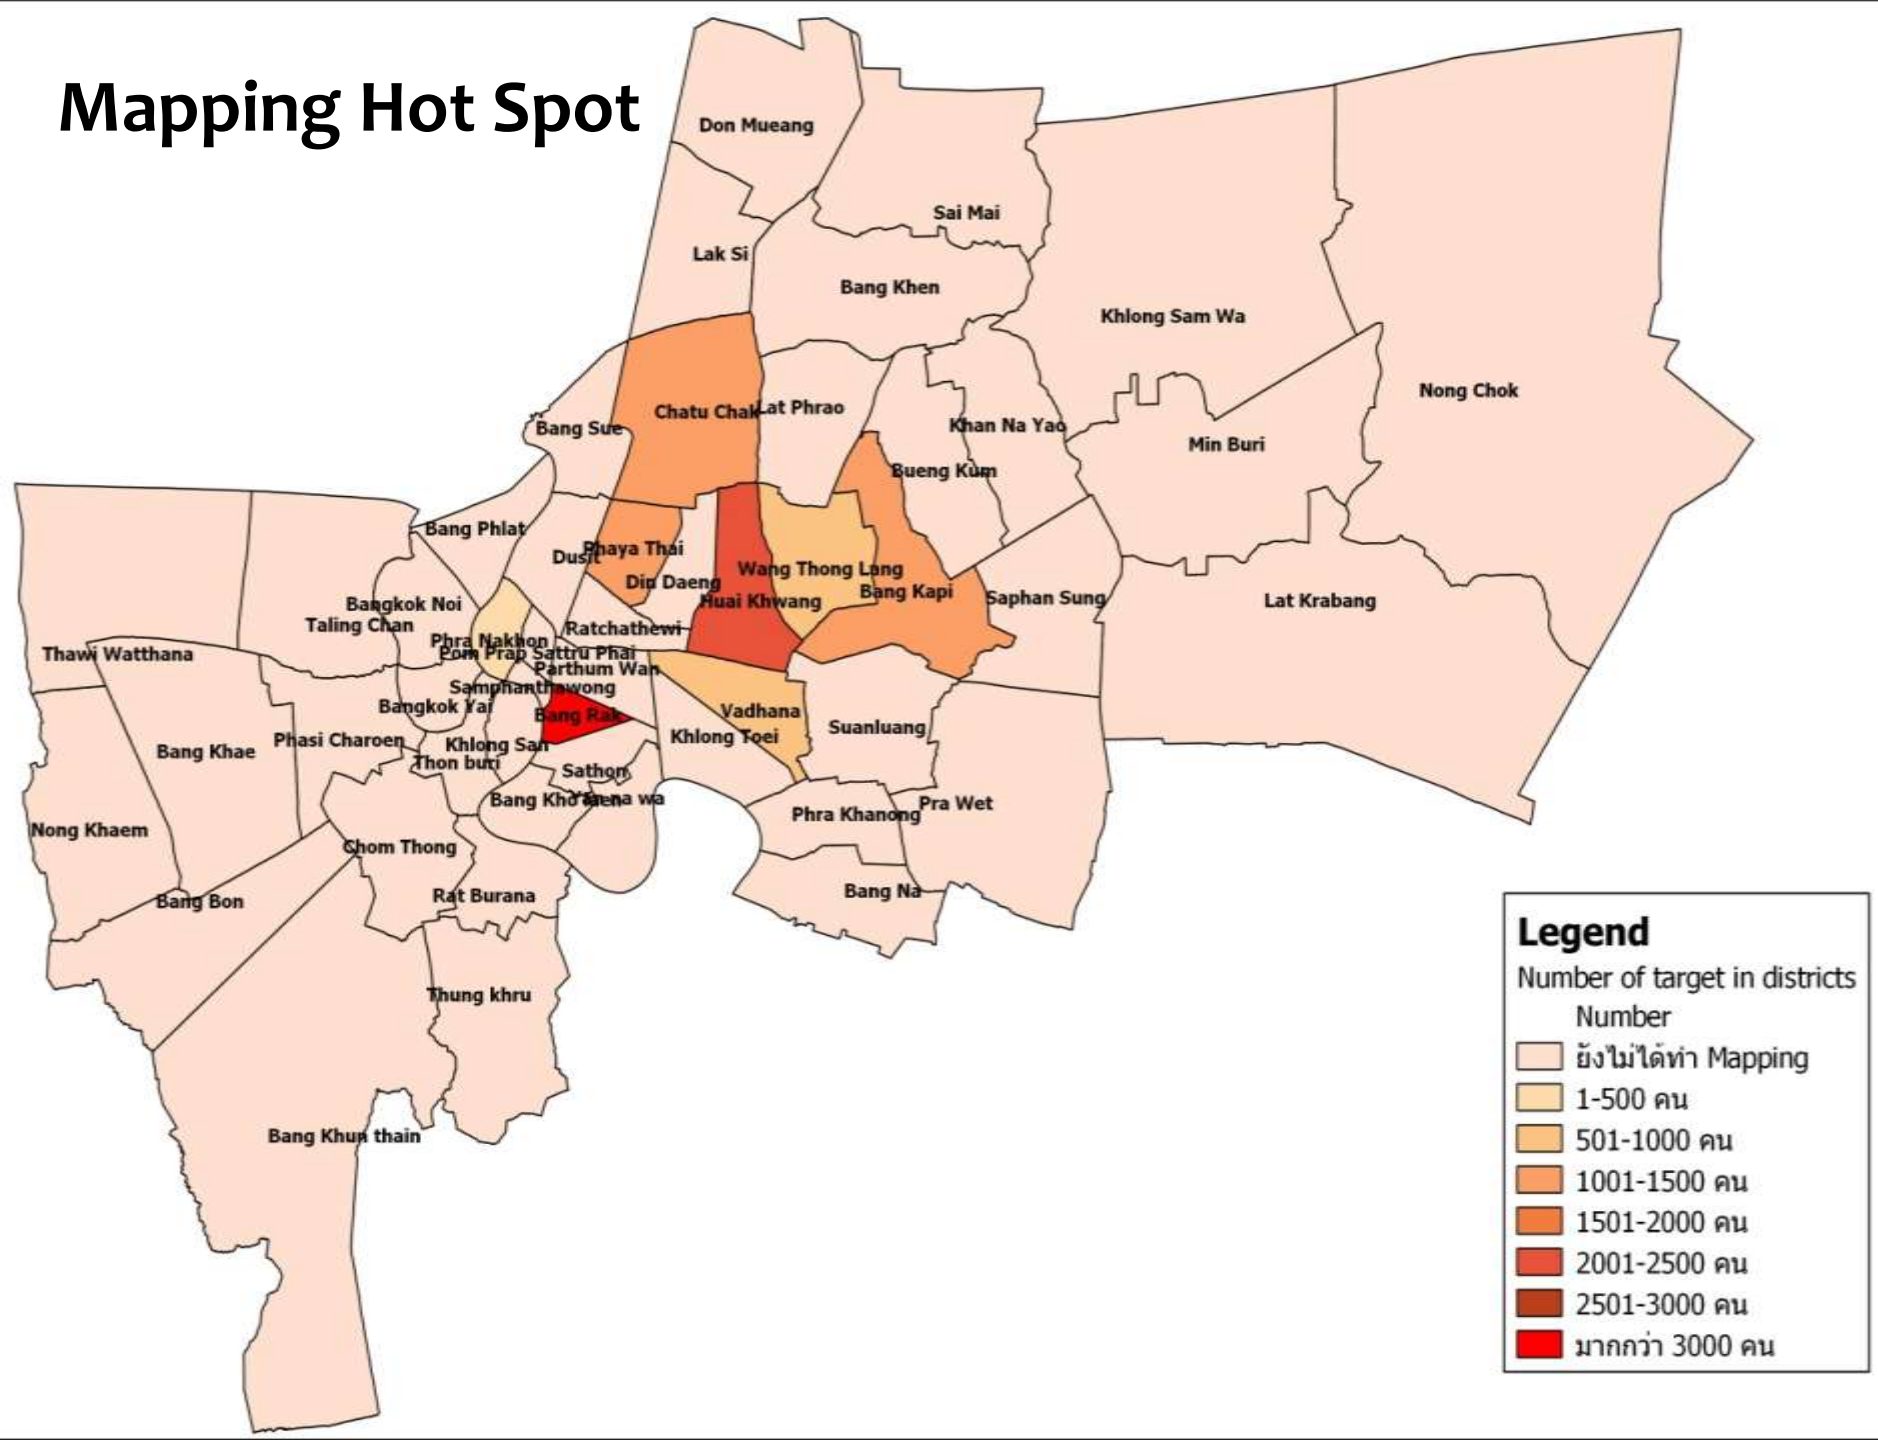 Mapping Hot Spot
Don Mueang
Sai Mai
Lak Si
Bang Khen
Khlong Sam Wa
Nong Chok
Chatu Chak
Lat Phrao
Bang Sue
Khan Na Yao
Min Buri
Bueng Kum
Bang Phlat
Dusit
Phaya Thai
Din Daeng
Wang Thong Lang
Bang Kapi
Huai Khwang
Saphan Sung
Lat Krabang
Bangkok Noi
Taling Chan
Ratchathewi
Phra Nakhon
Pom Prap Sattru Phai
Thawi Watthana
Parthum Wan
Samphanthawong
Bangkok Yai
Bang Rak
Vadhana
Khlong Toei
Suanluang
Bang Khae
Phasi Charoen
Khlong San
Thon buri
Sathon
Bang Kho laen
Yan na wa
Phra Khanong
Pra Wet
Nong Khaem
Chom Thong
Bang Na
Rat Burana
Bang Bon
Thung khru
Bang Khun thain
Legend
Number of target in districts
Number
ยังไม่ได้ทำ Mapping
1-500 คน
501-1000 คน
1001-1500 คน
1501-2000 คน
2001-2500 คน
2501-3000 คน
มากกว่า 3000 คน